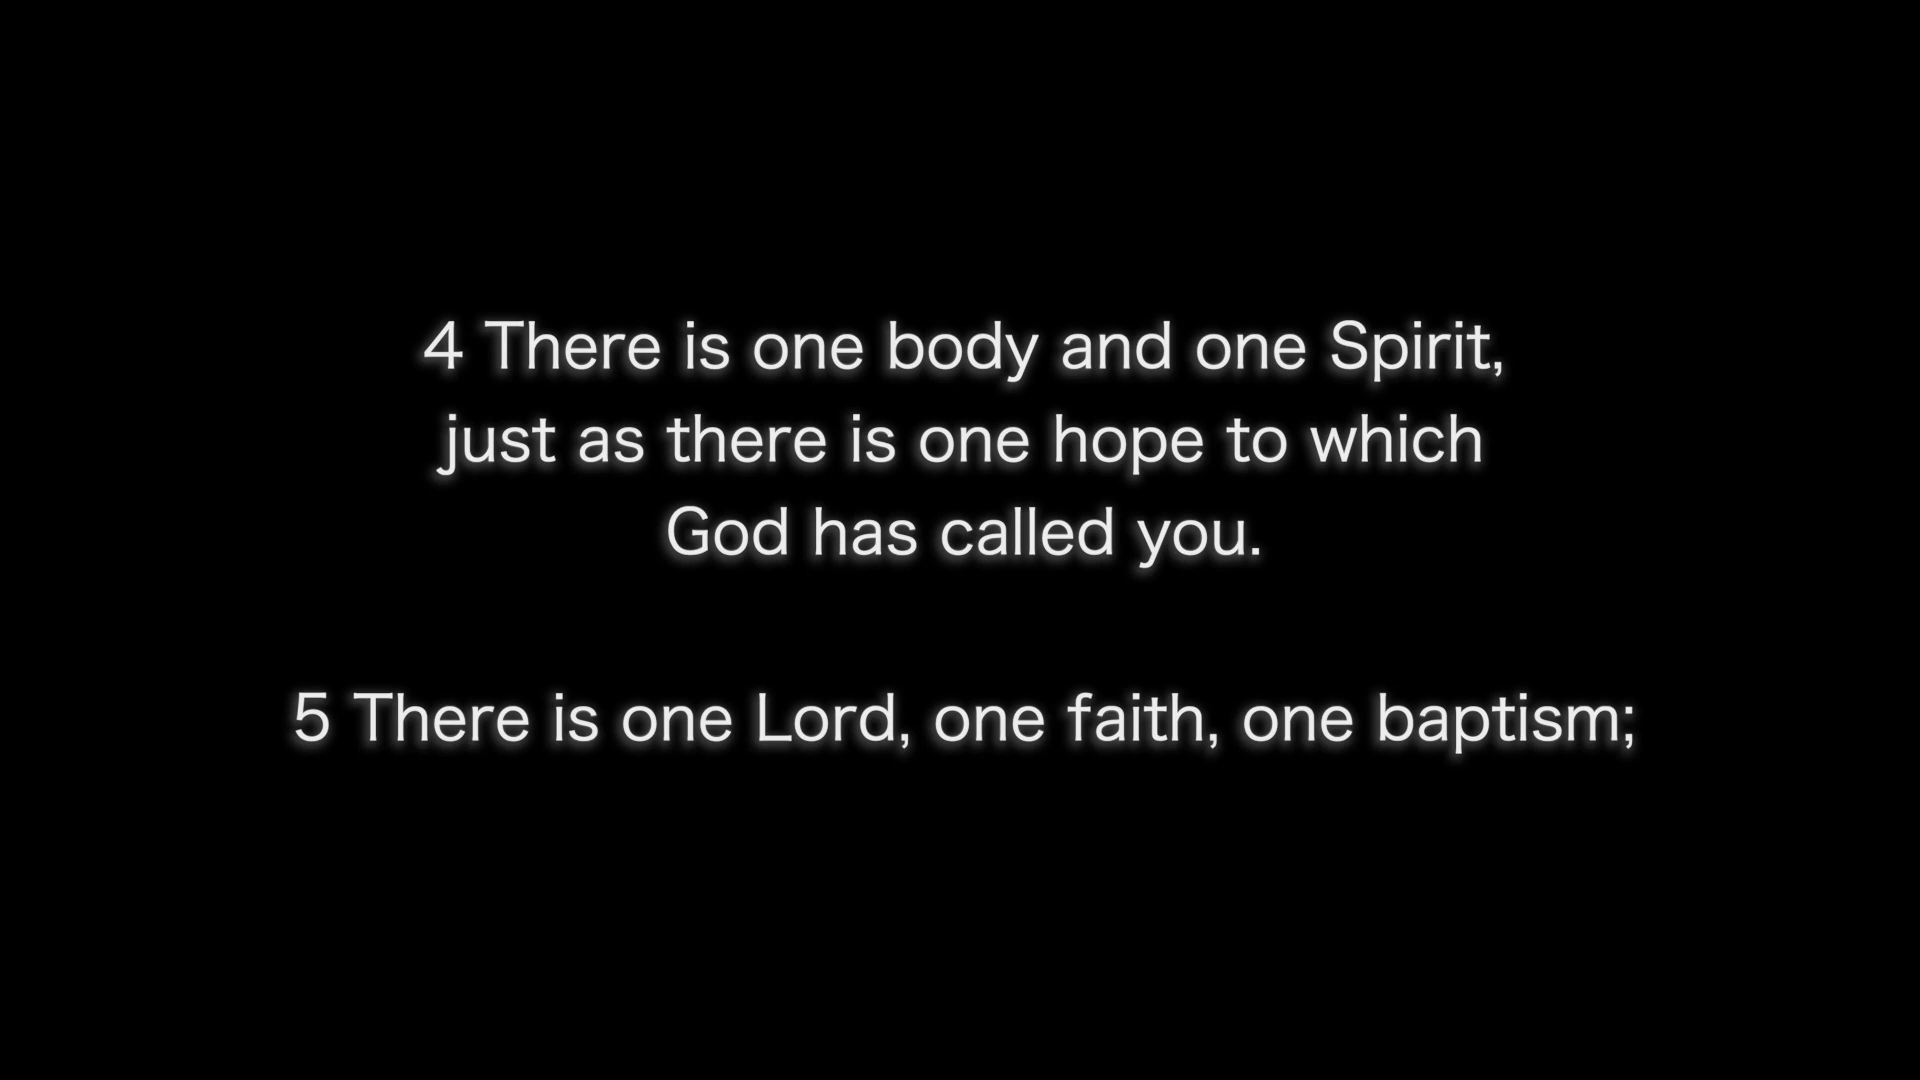 4 There is one body and one Spirit,
just as there is one hope to which
God has called you.
5 There is one Lord, one faith, one baptism;